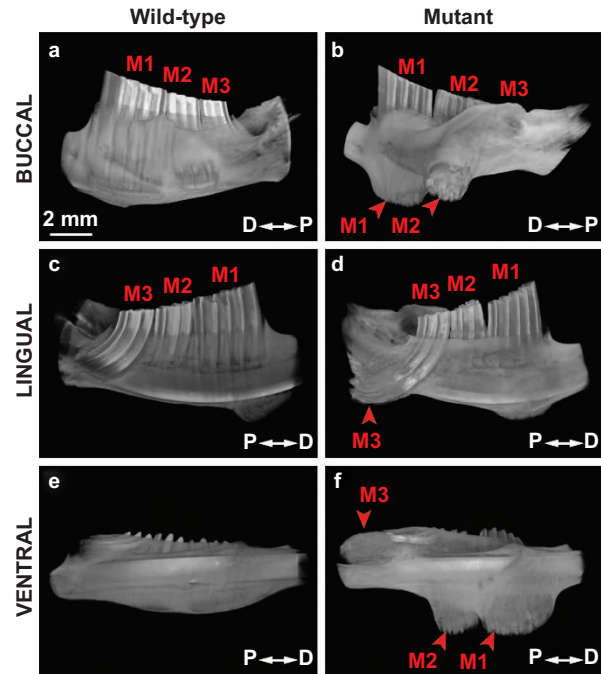 Wild-type Mutant
BUCCAL
a
M1
M2
M3
2 mm
D P
b
M1
M2
M3
M1 M2
D P
LINGUAL
c
M3
M2
M1
P D
d
M3
M2
M1
M3
P D
VENTRAL
e
P D
f
M3
M2 M1
P D